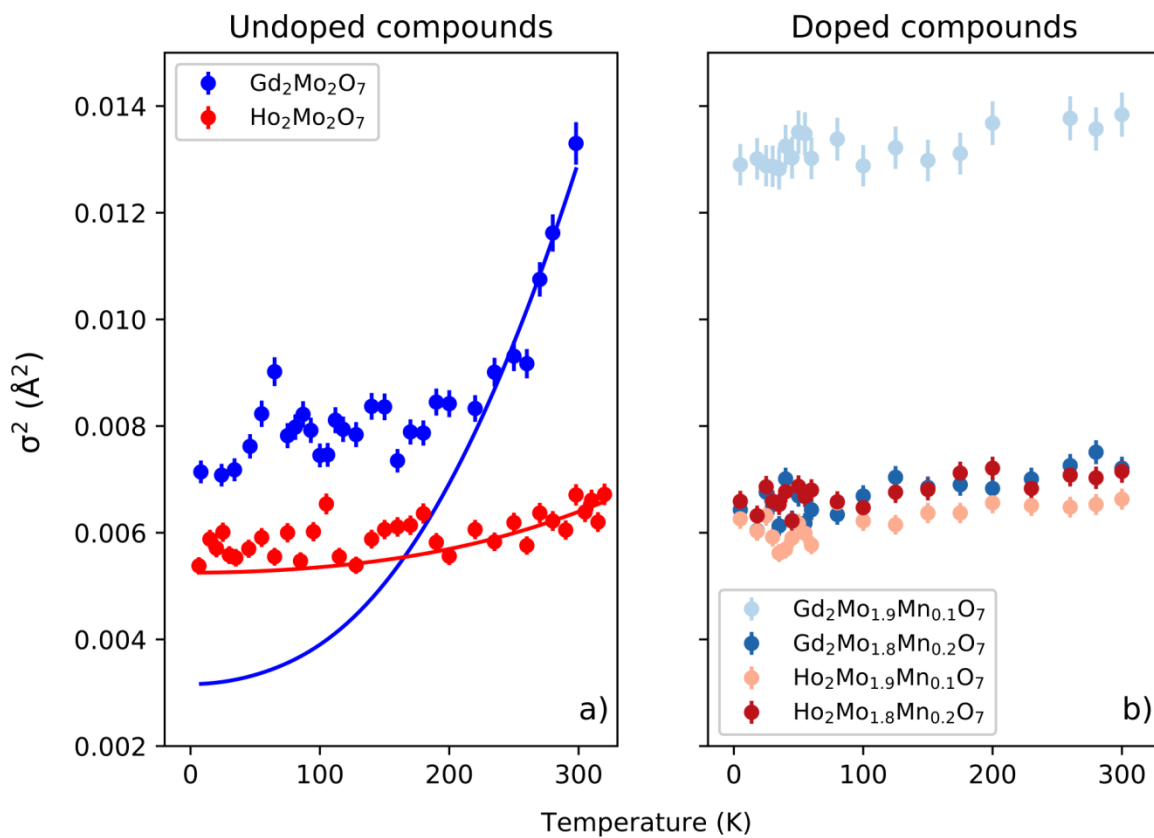 Undoped compounds
Gd₂Mo₂O₇
Ho₂Mo₂O₇
0.014
0.012
0.010
0.008
0.006
0.004
0.002
σ² (Å²)
a)
0
100
200
300
Doped compounds
Gd₂Mo₁.₉Mn₀.₁O₇
Gd₂Mo₁.₈Mn₀.₂O₇
Ho₂Mo₁.₉Mn₀.₁O₇
Ho₂Mo₁.₈Mn₀.₂O₇
b)
0
100
200
300
Temperature (K)